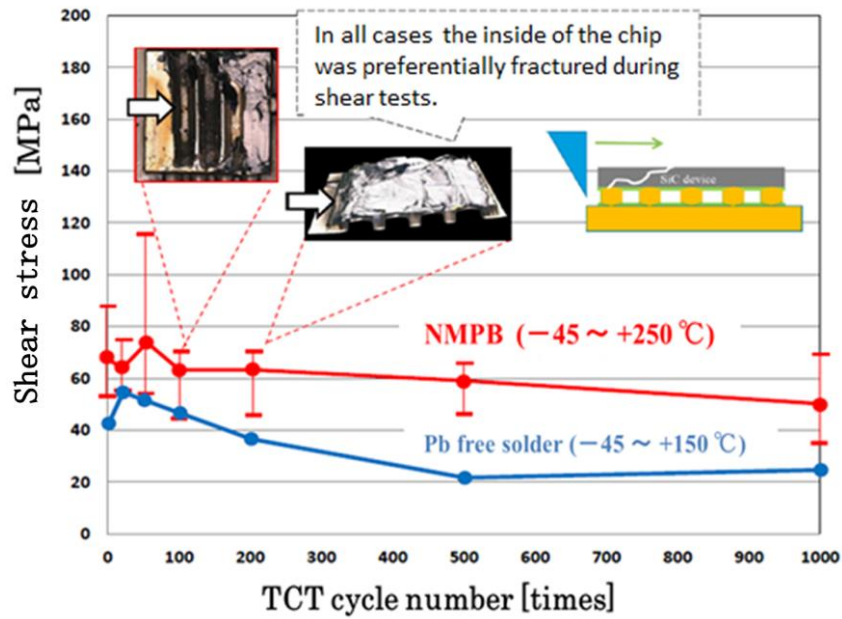 In all cases the inside of the chip
was preferentially fractured during
shear tests.
Shear stress [MPa]
200
180
160
140
120
100
80
60
40
20
0
SiC device
NMPB (－45 ～ +250 ℃)
Pb free solder (－45 ～ +150 ℃)
0 50 100 200 300 400 500 600 700 800 900 1000
TCT cycle number [times]